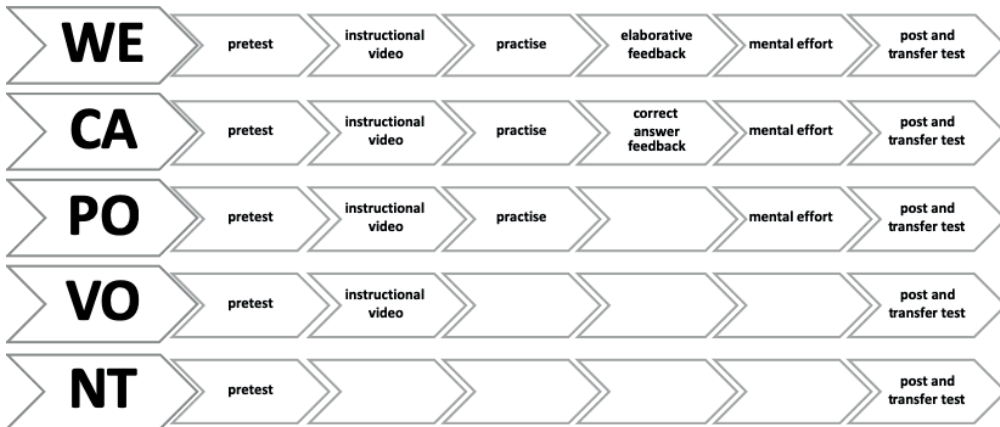 WE
pretest
instructional
video
practise
elaborative
feedback
mental effort
post and
transfer test
CA
pretest
instructional
video
practise
correct
answer
feedback
mental effort
post and
transfer test
PO
pretest
instructional
video
practise
mental effort
post and
transfer test
VO
pretest
instructional
video
post and
transfer test
NT
pretest
post and
transfer test